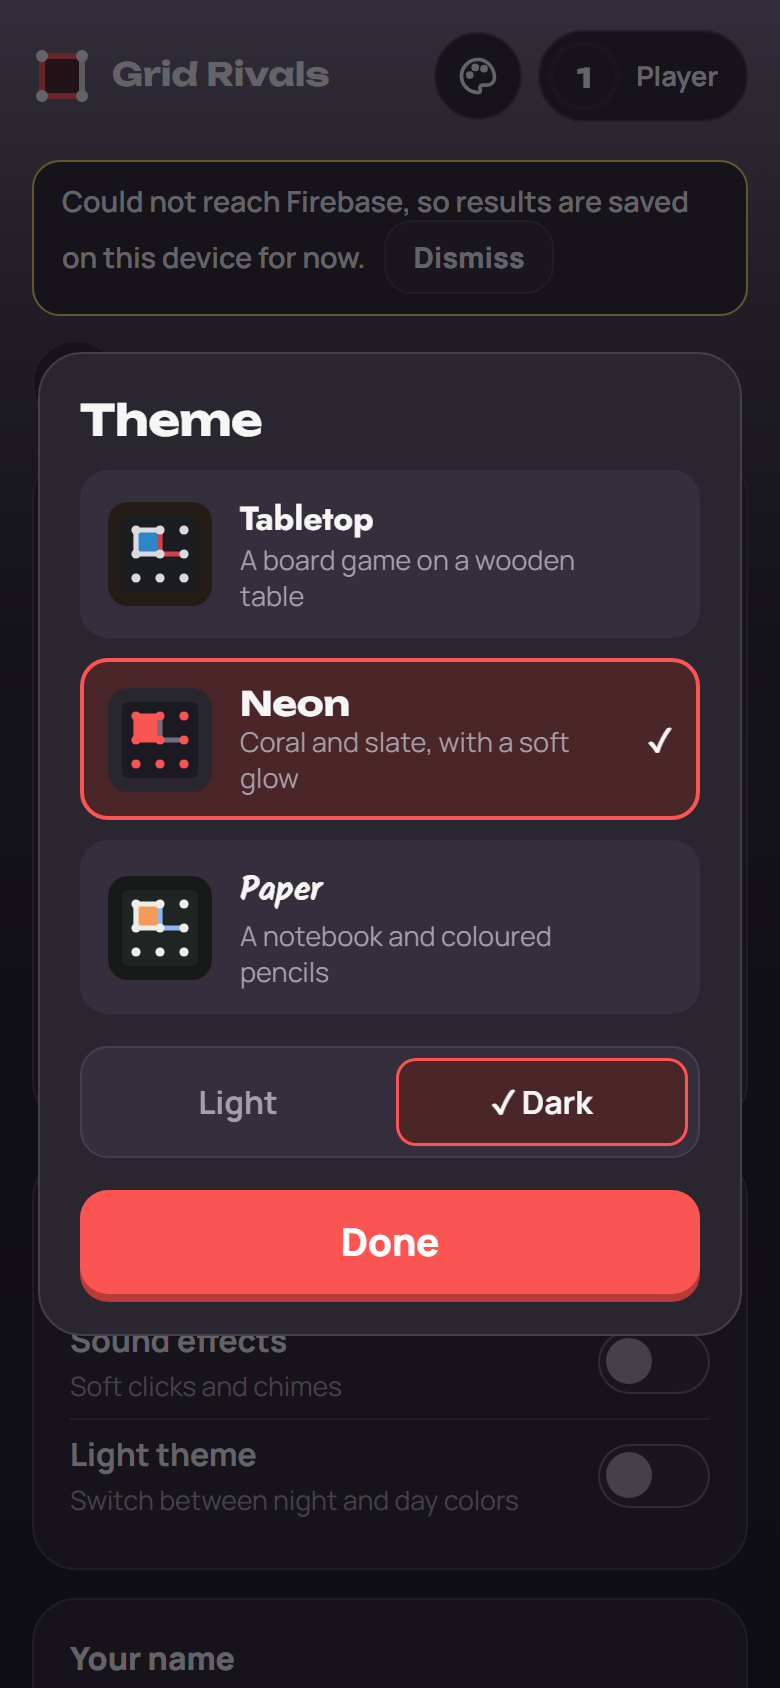 Grid Rivals
1 Player
Could not reach Firebase, so results are saved
on this device for now. Dismiss
Theme
Tabletop
A board game on a wooden
table
Neon
Coral and slate, with a soft
glow
✓
Paper
A notebook and coloured
pencils
Light
✓ Dark
Done
Sound effects
Soft clicks and chimes
Light theme
Switch between night and day colors
Your name